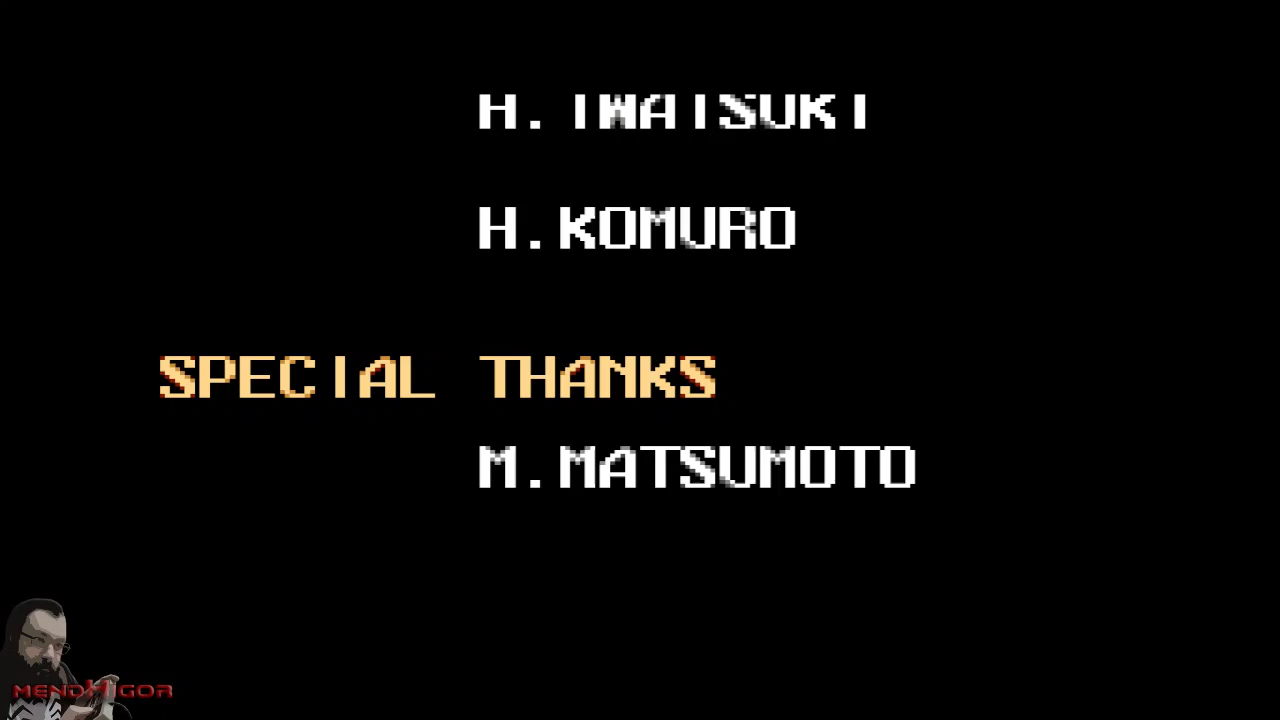 H.IWATSUKI
H.KOMURO
SPECIAL THANKS
M.MATSUMOTO
MENDHIGOR